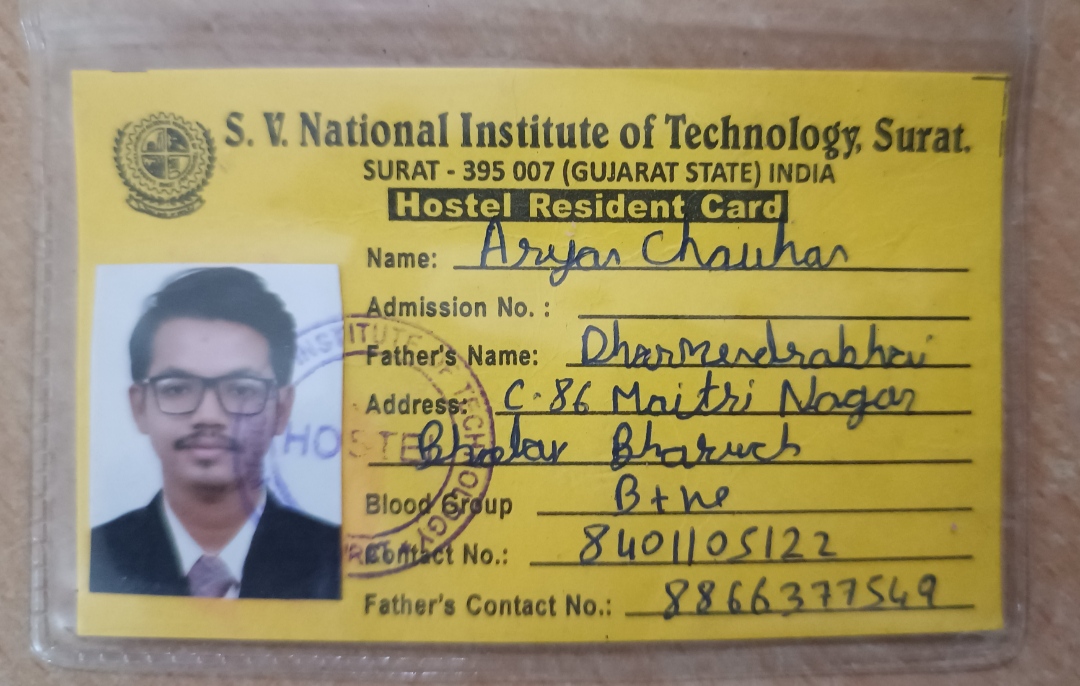 S. V. National Institute of Technology, Surat.
SURAT - 395 007 (GUJARAT STATE) INDIA
Hostel Resident Card
Name: Aryan Chauhan
Admission No. :
Father's Name: Dharmendrabhai
Address: C-86 Maitri Nagar
Bholav Bharuch
Blood Group B+ve
Contact No.: 8401105122
Father's Contact No.: 8866377549
INSTITUTE OF TECHNOLOGY
HOSTEL